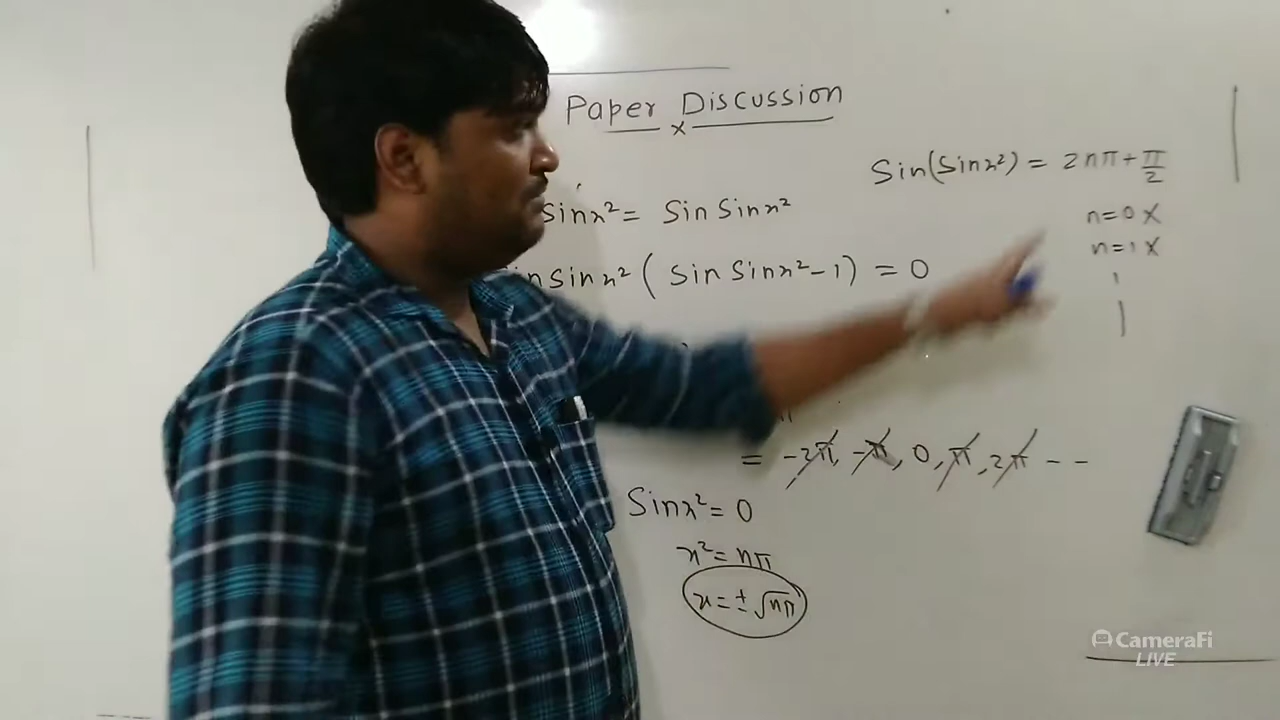 Paper Discussion
x
Sin(Sinx²) = 2nπ + π/2
Sinx² = Sin Sinx²
n=0 X
n=1 X
Sinx² ( Sin Sinx² - 1) = 0
= -2π, -π, 0, π, 2π - -
Sinx² = 0
x² = nπ
x = ± √nπ
CameraFi
LIVE